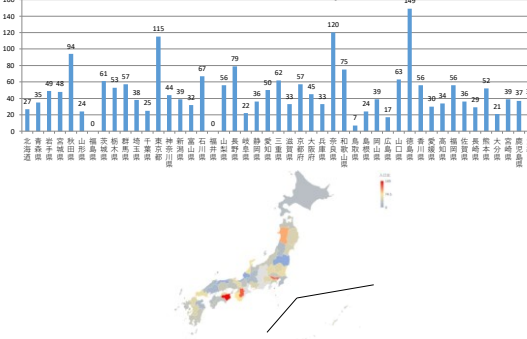 160
140
120
100
80
60
40
20
0
27 35 49 48 94 24 0 61 53 57 38 25 115 44 39 32 67 0 56 79 22 36 50 62 33 57 45 33 120 75 7 24 39 17 63 149 56 30 34 56 36 29 52 21 39 37
北海道
青森県
岩手県
宮城県
秋田県
山形県
福島県
茨城県
栃木県
群馬県
埼玉県
千葉県
東京都
神奈川県
新潟県
富山県
石川県
福井県
山梨県
長野県
岐阜県
静岡県
愛知県
三重県
滋賀県
京都府
大阪府
兵庫県
奈良県
和歌山県
鳥取県
島根県
岡山県
広島県
山口県
徳島県
香川県
愛媛県
高知県
福岡県
佐賀県
長崎県
熊本県
大分県
宮崎県
鹿児島県